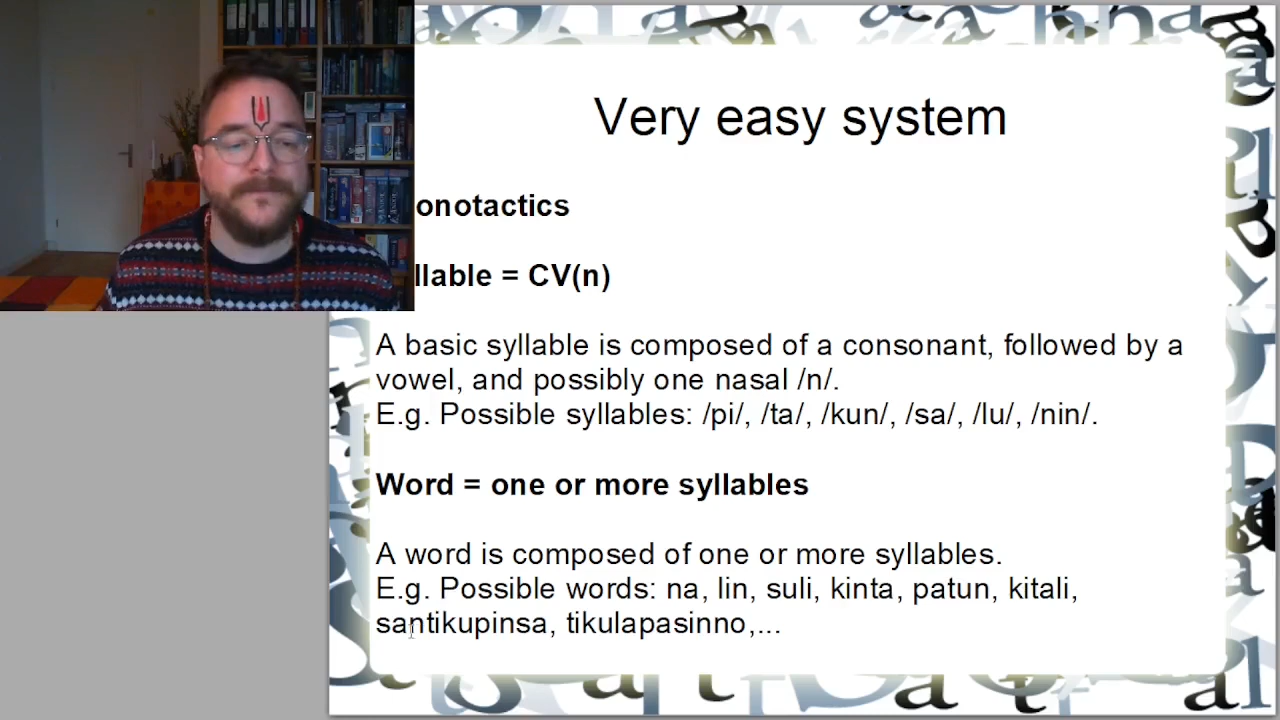 Very easy system
onotactics
llable = CV(n)
A basic syllable is composed of a consonant, followed by a
vowel, and possibly one nasal /n/.
E.g. Possible syllables: /pi/, /ta/, /kun/, /sa/, /lu/, /nin/.
Word = one or more syllables
A word is composed of one or more syllables.
E.g. Possible words: na, lin, suli, kinta, patun, kitali,
santikupinsa, tikulapasinno,...